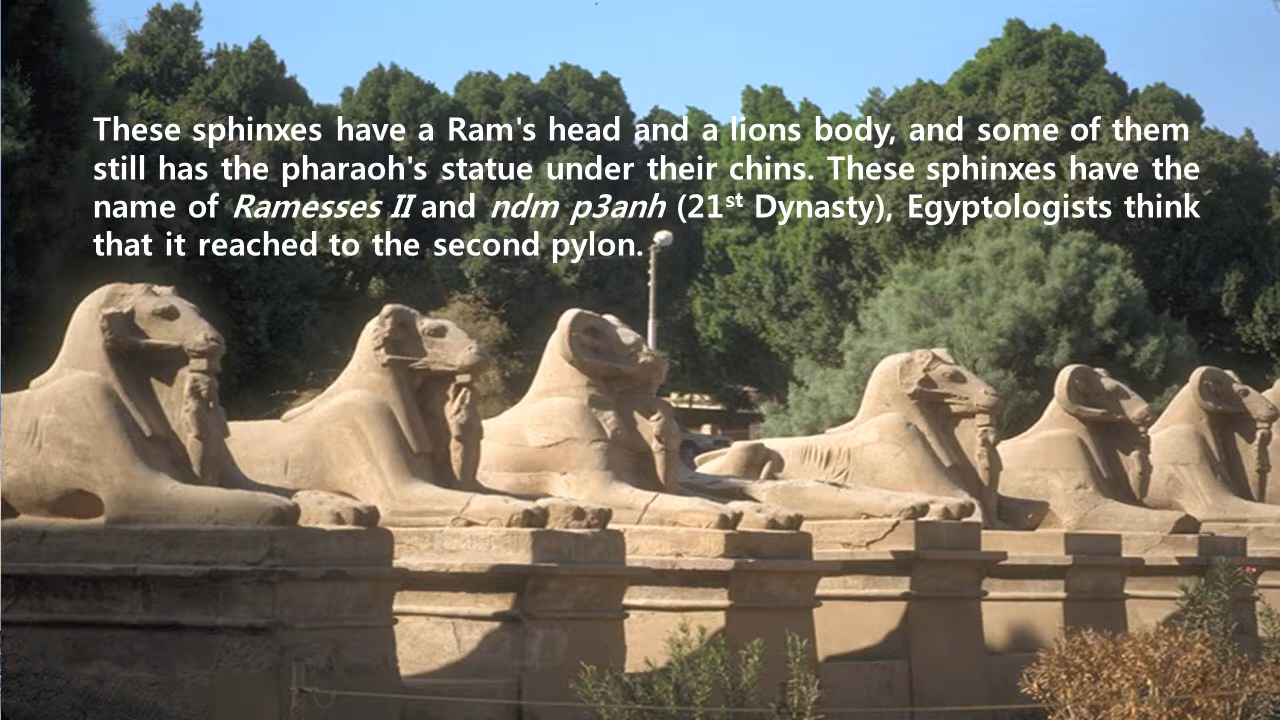 These sphinxes have a Ram's head and a lions body, and some of them
still has the pharaoh's statue under their chins. These sphinxes have the
name of Ramesses II and ndm p3anh (21st Dynasty), Egyptologists think
that it reached to the second pylon.